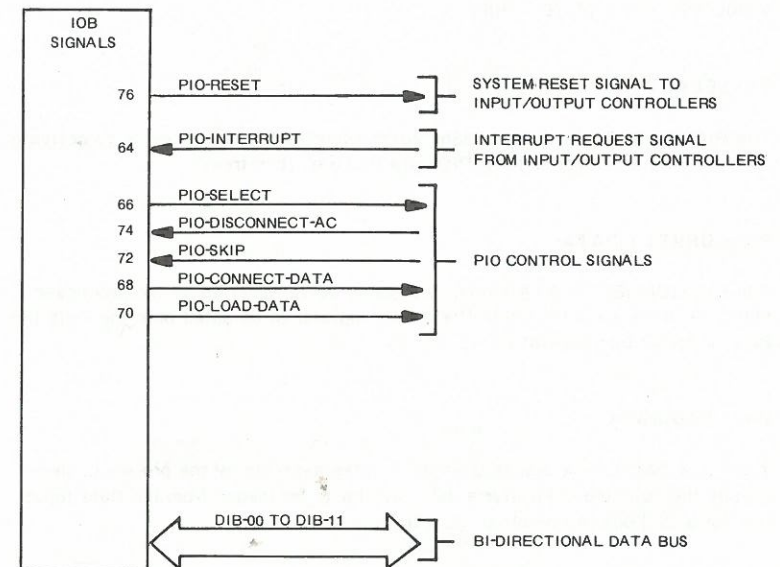 IOB
SIGNALS
76 PIO-RESET SYSTEM RESET SIGNAL TO
INPUT/OUTPUT CONTROLLERS
64 PIO-INTERRUPT INTERRUPT REQUEST SIGNAL
FROM INPUT/OUTPUT CONTROLLERS
66 PIO-SELECT
74 PIO-DISCONNECT-AC
72 PIO-SKIP PIO CONTROL SIGNALS
68 PIO-CONNECT-DATA
70 PIO-LOAD-DATA
DIB-00 TO DIB-11 BI-DIRECTIONAL DATA BUS